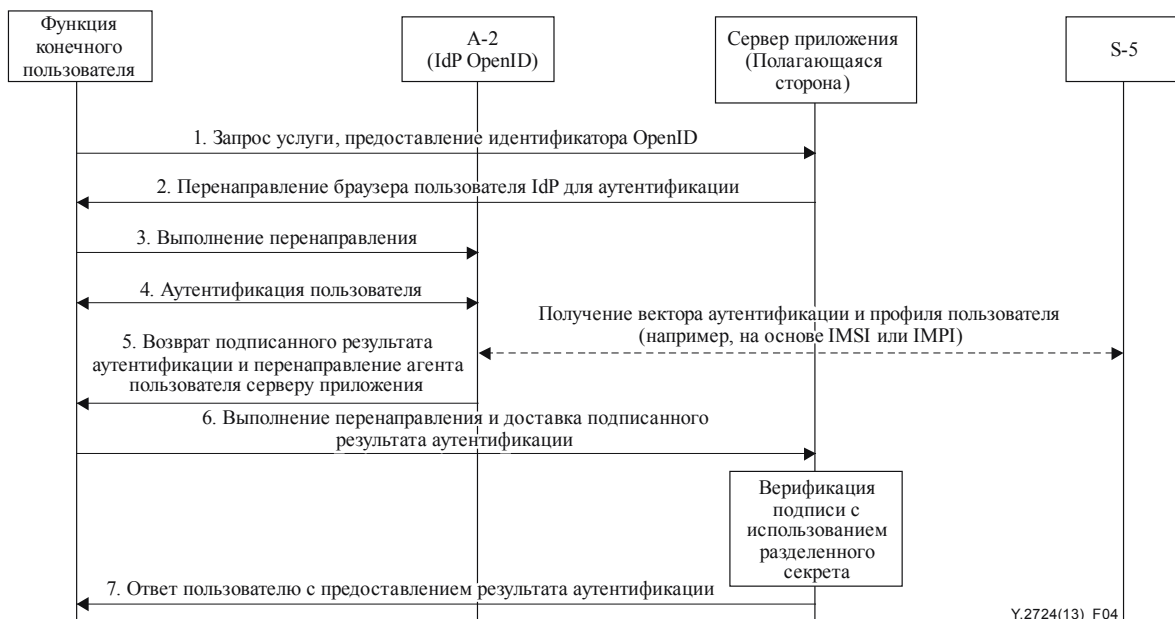 Функция
конечного
пользователя
A-2
(IdP OpenID)
Сервер приложения
(Полагающаяся
сторона)
S-5
1. Запрос услуги, предоставление идентификатора OpenID
2. Перенаправление браузера пользователя IdP для аутентификации
3. Выполнение перенаправления
4. Аутентификация пользователя
Получение вектора аутентификации и профиля пользователя
(например, на основе IMSI или IMPI)
5. Возврат подписанного результата
аутентификации и перенаправление агента
пользователя серверу приложения
6. Выполнение перенаправления и доставка подписанного
результата аутентификации
Верификация
подписи с
использованием
разделенного
секрета
7. Ответ пользователю с предоставлением результата аутентификации
Y.2724(13)_F04